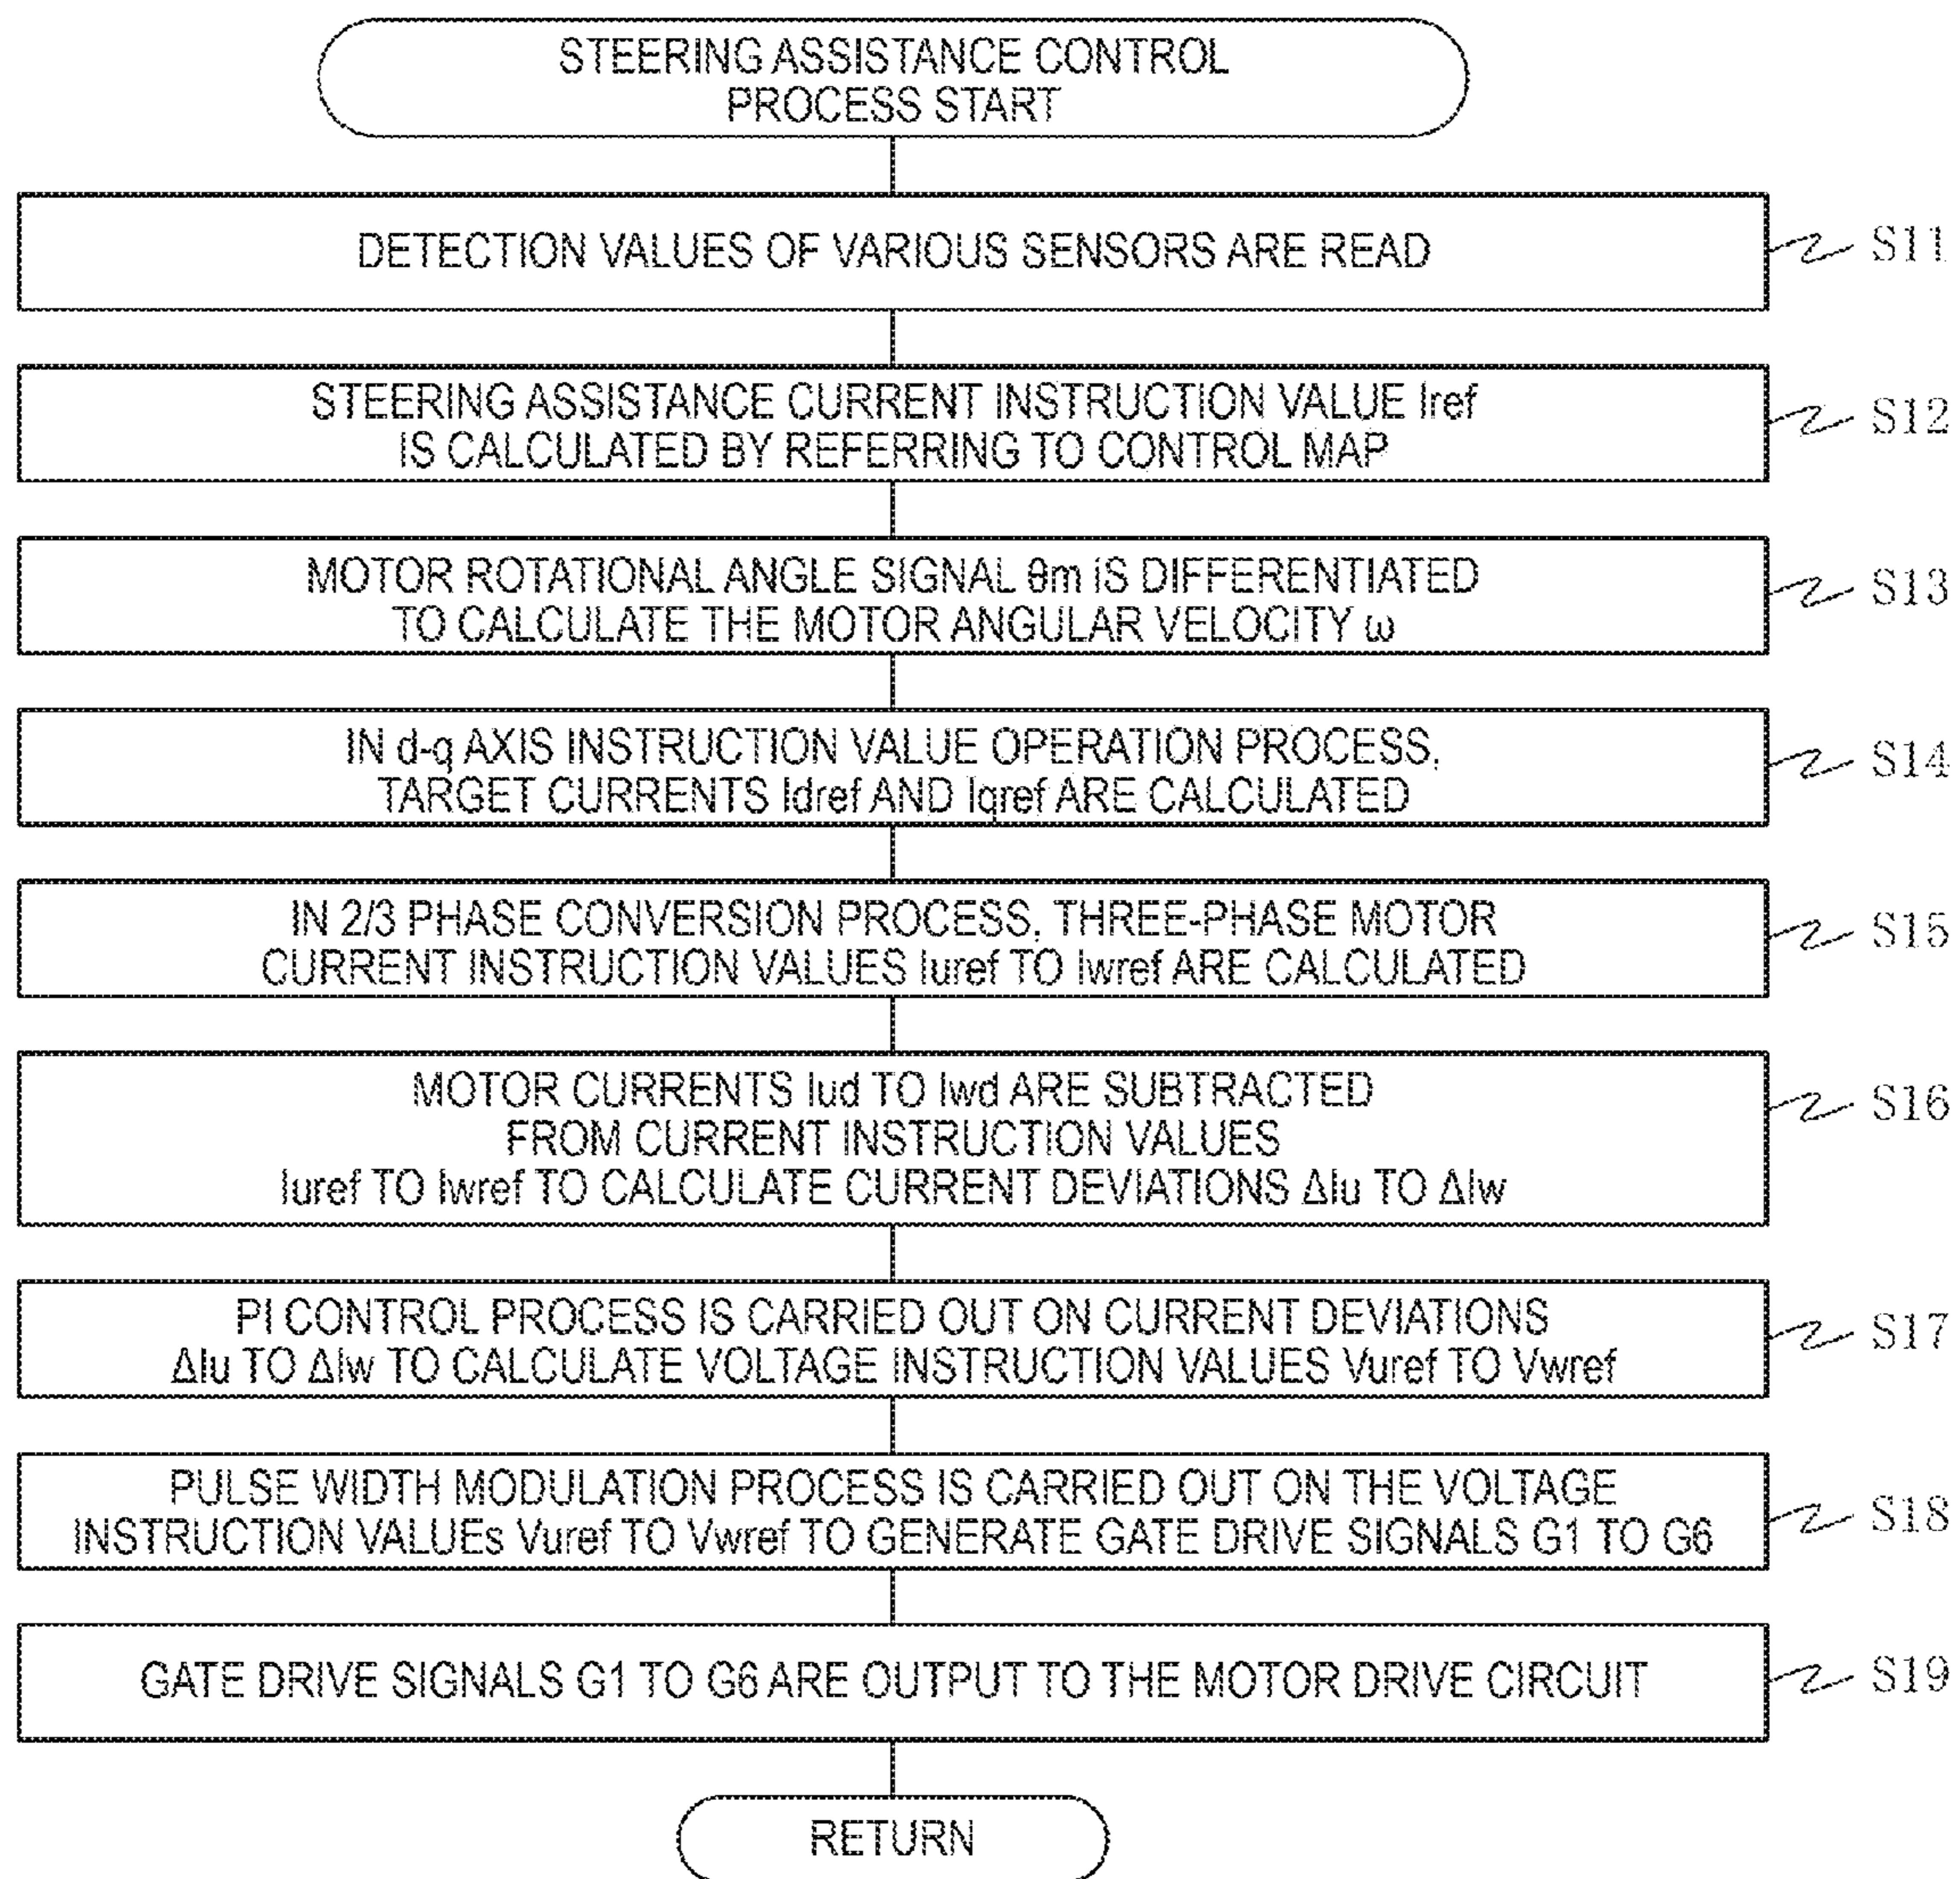 STEERING ASSISTANCE CONTROL
PROCESS START
DETECTION VALUES OF VARIOUS SENSORS ARE READ
S11
STEERING ASSISTANCE CURRENT INSTRUCTION VALUE Iref
IS CALCULATED BY REFERRING TO CONTROL MAP
S12
MOTOR ROTATIONAL ANGLE SIGNAL θm iS DIFFERENTIATED
TO CALCULATE THE MOTOR ANGULAR VELOCITY ω
S13
IN d-q AXIS INSTRUCTION VALUE OPERATION PROCESS,
TARGET CURRENTS Idref AND Iqref ARE CALCULATED
S14
IN 2/3 PHASE CONVERSION PROCESS, THREE-PHASE MOTOR
CURRENT INSTRUCTION VALUES Iuref TO Iwref ARE CALCULATED
S15
MOTOR CURRENTS Iud TO Iwd ARE SUBTRACTED
FROM CURRENT INSTRUCTION VALUES
Iuref TO Iwref TO CALCULATE CURRENT DEVIATIONS ΔIu TO ΔIw
S16
PI CONTROL PROCESS IS CARRIED OUT ON CURRENT DEVIATIONS
ΔIu TO ΔIw TO CALCULATE VOLTAGE INSTRUCTION VALUES Vuref TO Vwref
S17
PULSE WIDTH MODULATION PROCESS IS CARRIED OUT ON THE VOLTAGE
INSTRUCTION VALUEs Vuref TO Vwref TO GENERATE GATE DRIVE SIGNALS G1 TO G6
S18
GATE DRIVE SIGNALS G1 TO G6 ARE OUTPUT TO THE MOTOR DRIVE CIRCUIT
S19
RETURN